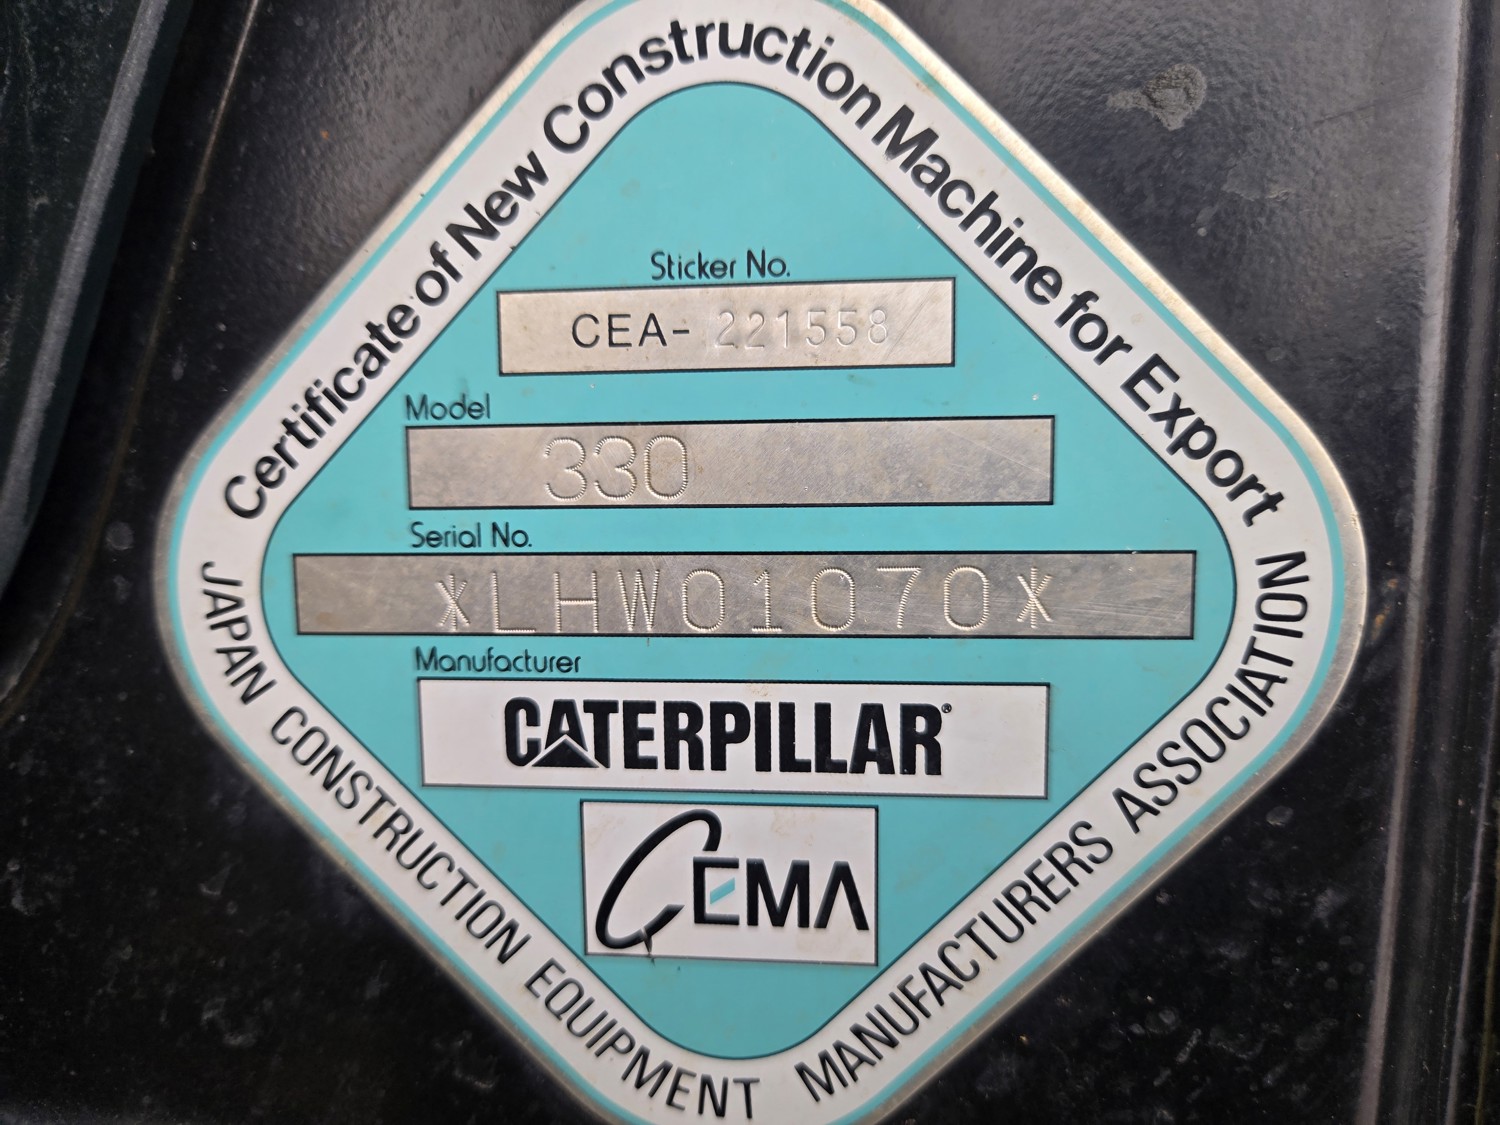 Certificate of New Construction Machine for Export
Sticker No.
CEA- 221558
Model
330
Serial No.
*LHW01070*
Manufacturer
CATERPILLAR®
CEMA
JAPAN CONSTRUCTION EQUIPMENT MANUFACTURERS ASSOCIATION